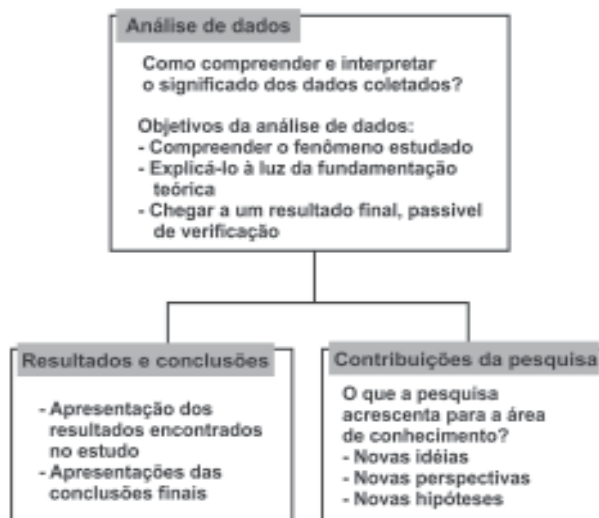 Análise de dados
Como compreender e interpretar
o significado dos dados coletados?
Objetivos da análise de dados:
- Compreender o fenômeno estudado
- Explicá-lo à luz da fundamentação
teórica
- Chegar a um resultado final, passivel
de verificação
Resultados e conclusões
- Apresentação dos
resultados encontrados
no estudo
- Apresentações das
conclusões finais
Contribuições da pesquisa
O que a pesquisa
acrescenta para a área
de conhecimento?
- Novas idéias
- Novas perspectivas
- Novas hipóteses